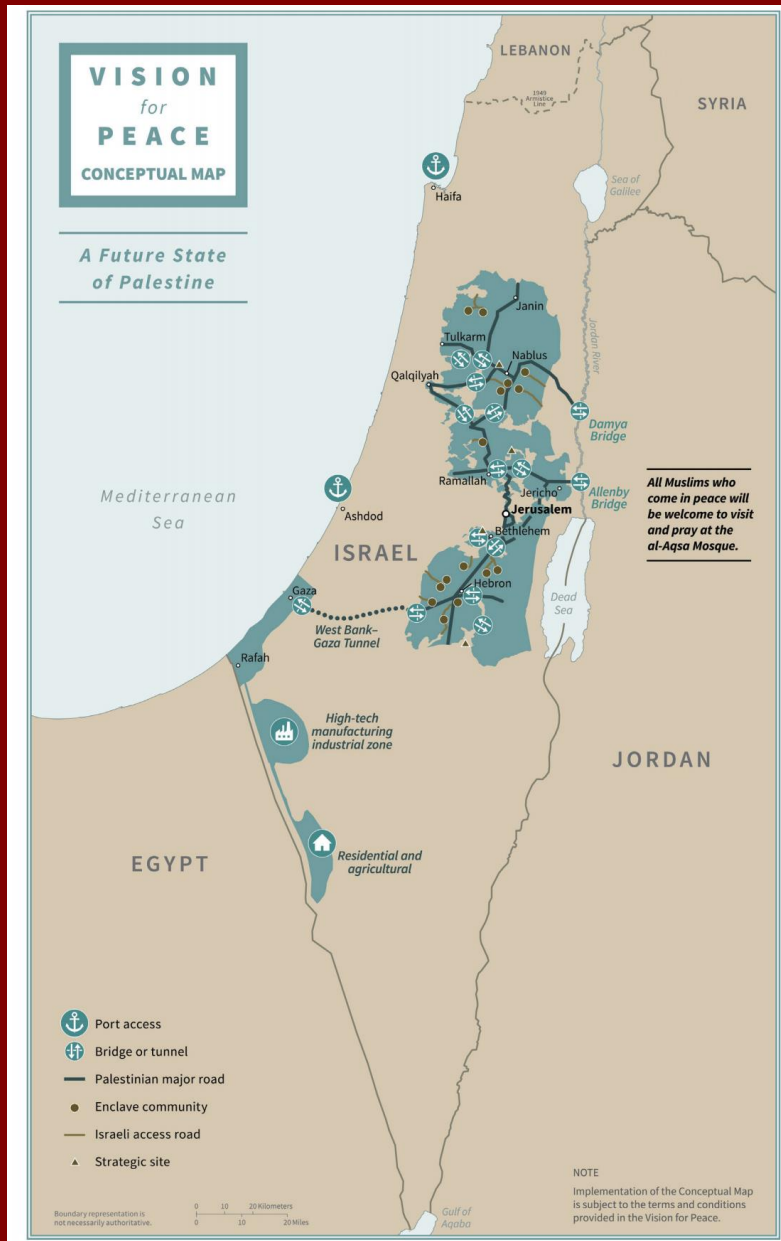 VISION
for
PEACE
CONCEPTUAL MAP
A Future State
of Palestine
LEBANON
1949
Armistice
Line
SYRIA
Sea of
Galilee
Haifa
Janin
Jordan River
Tulkarm
Nablus
Qalqilyah
Damya
Bridge
Ramallah
Jericho
Allenby
Bridge
All Muslims who
come in peace will
be welcome to visit
and pray at the
al-Aqsa Mosque.
Mediterranean
Sea
Ashdod
Jerusalem
Bethlehem
ISRAEL
Hebron
Gaza
Dead
Sea
West Bank–
Gaza Tunnel
Rafah
High-tech
manufacturing
industrial zone
JORDAN
EGYPT
Residential and
agricultural
Port access
Bridge or tunnel
Palestinian major road
Enclave community
Israeli access road
Strategic site
NOTE
Implementation of the Conceptual Map
is subject to the terms and conditions
provided in the Vision for Peace.
Boundary representation is
not necessarily authoritative.
0 10 20 Kilometers
0 10 20 Miles
Gulf of
Aqaba